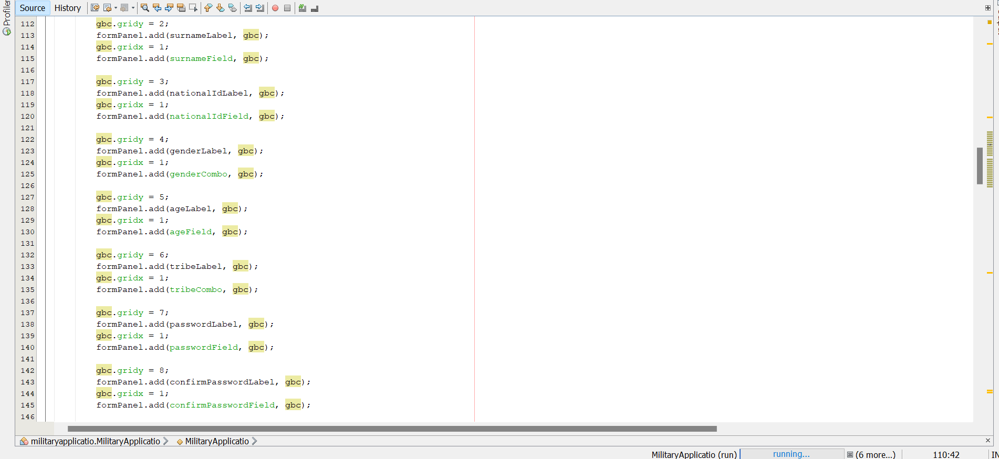 Profiler
Source History
112 gbc.gridy = 2;
113 formPanel.add(surnameLabel, gbc);
114 gbc.gridx = 1;
115 formPanel.add(surnameField, gbc);
116
117 gbc.gridy = 3;
118 formPanel.add(nationalIdLabel, gbc);
119 gbc.gridx = 1;
120 formPanel.add(nationalIdField, gbc);
121
122 gbc.gridy = 4;
123 formPanel.add(genderLabel, gbc);
124 gbc.gridx = 1;
125 formPanel.add(genderCombo, gbc);
126
127 gbc.gridy = 5;
128 formPanel.add(ageLabel, gbc);
129 gbc.gridx = 1;
130 formPanel.add(ageField, gbc);
131
132 gbc.gridy = 6;
133 formPanel.add(tribeLabel, gbc);
134 gbc.gridx = 1;
135 formPanel.add(tribeCombo, gbc);
136
137 gbc.gridy = 7;
138 formPanel.add(passwordLabel, gbc);
139 gbc.gridx = 1;
140 formPanel.add(passwordField, gbc);
141
142 gbc.gridy = 8;
143 formPanel.add(confirmPasswordLabel, gbc);
144 gbc.gridx = 1;
145 formPanel.add(confirmPasswordField, gbc);
146
militaryapplicatio.MilitaryApplicatio MilitaryApplicatio
MilitaryApplicatio (run) running... (6 more...) 110:42 IN